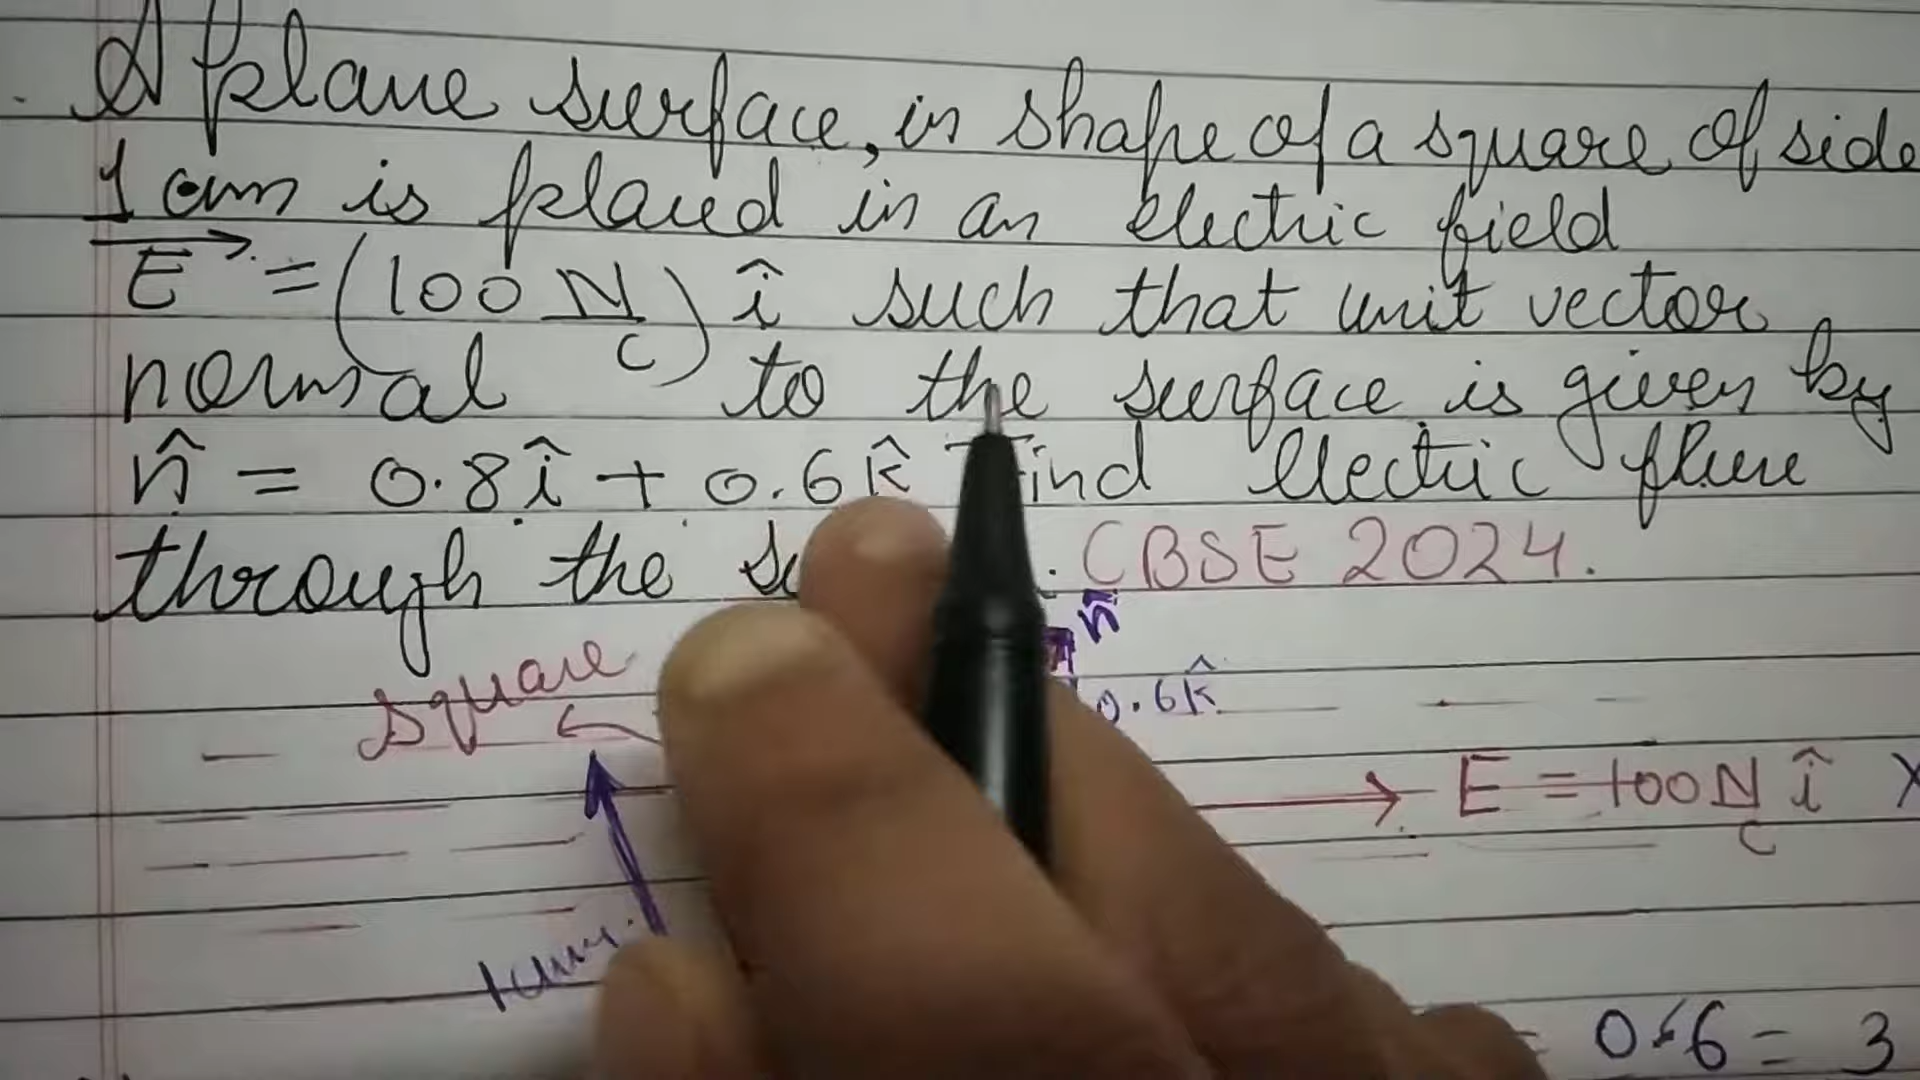 A plane surface, in shape of a square of side
1 cm is placed in an electric field
E = (100 N/C) î such that unit vector
normal to the surface is given by
n̂ = 0.8 î + 0.6 k̂ Find electric flux
through the . CBSE 2024.
n̂
square
0.6 k̂
E = 100 N/C î X
1cm.
= 0.6 = 3